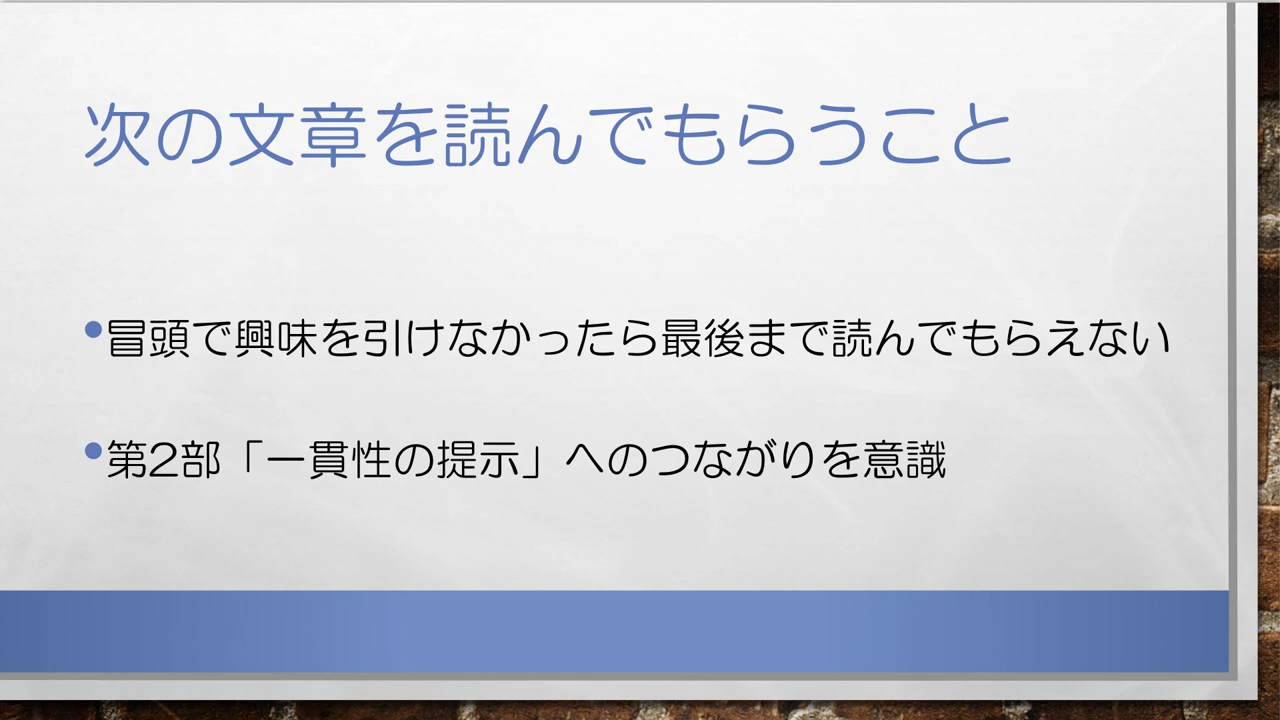 次の文章を読んでもらうこと
•冒頭で興味を引けなかったら最後まで読んでもらえない
•第2部「一貫性の提示」へのつながりを意識